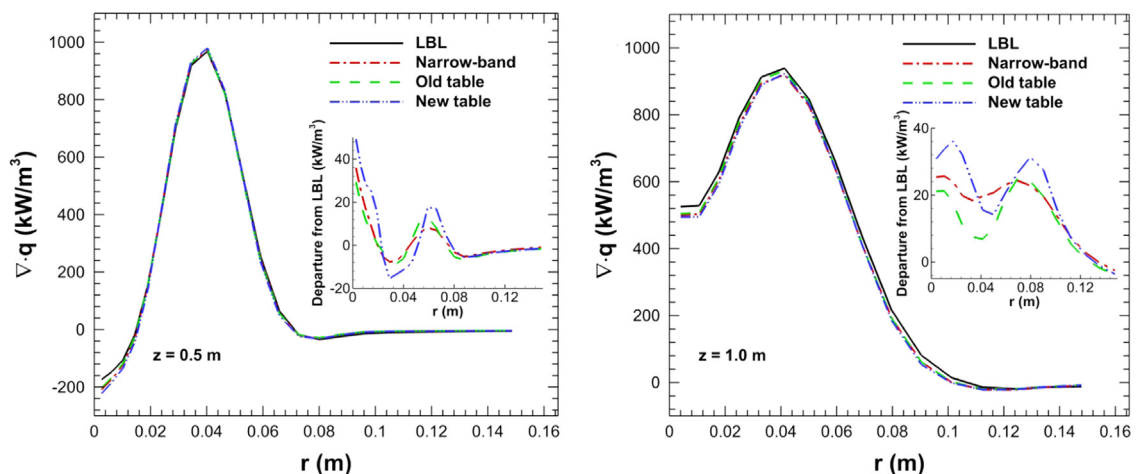 1000
800
600
400
200
0
-200
0
0.02
0.04
0.06
0.08
0.1
0.12
0.14
0.16
r (m)
∇·q (kW/m³)
LBL
Narrow-band
Old table
New table
Departure from LBL (kW/m³)
40
20
0
-20
0.00
0.04
0.08
0.12
r (m)
z = 0.5 m
1000
800
600
400
200
0
0
0.02
0.04
0.06
0.08
0.1
0.12
0.14
0.16
r (m)
∇·q (kW/m³)
LBL
Narrow-band
Old table
New table
Departure from LBL (kW/m³)
40
20
0
0.00
0.04
0.08
0.12
r (m)
z = 1.0 m